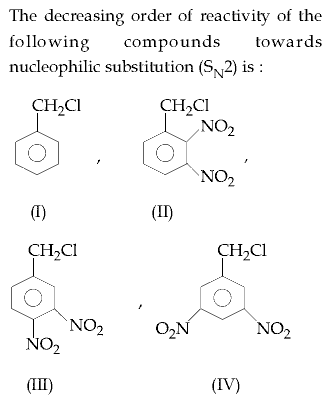 The decreasing order of reactivity of the
following compounds towards
nucleophilic substitution (S_N2) is :
CH₂Cl
,
(I)
CH₂Cl
NO₂
NO₂
,
(II)
CH₂Cl
NO₂
NO₂
,
(III)
CH₂Cl
O₂N
NO₂
(IV)